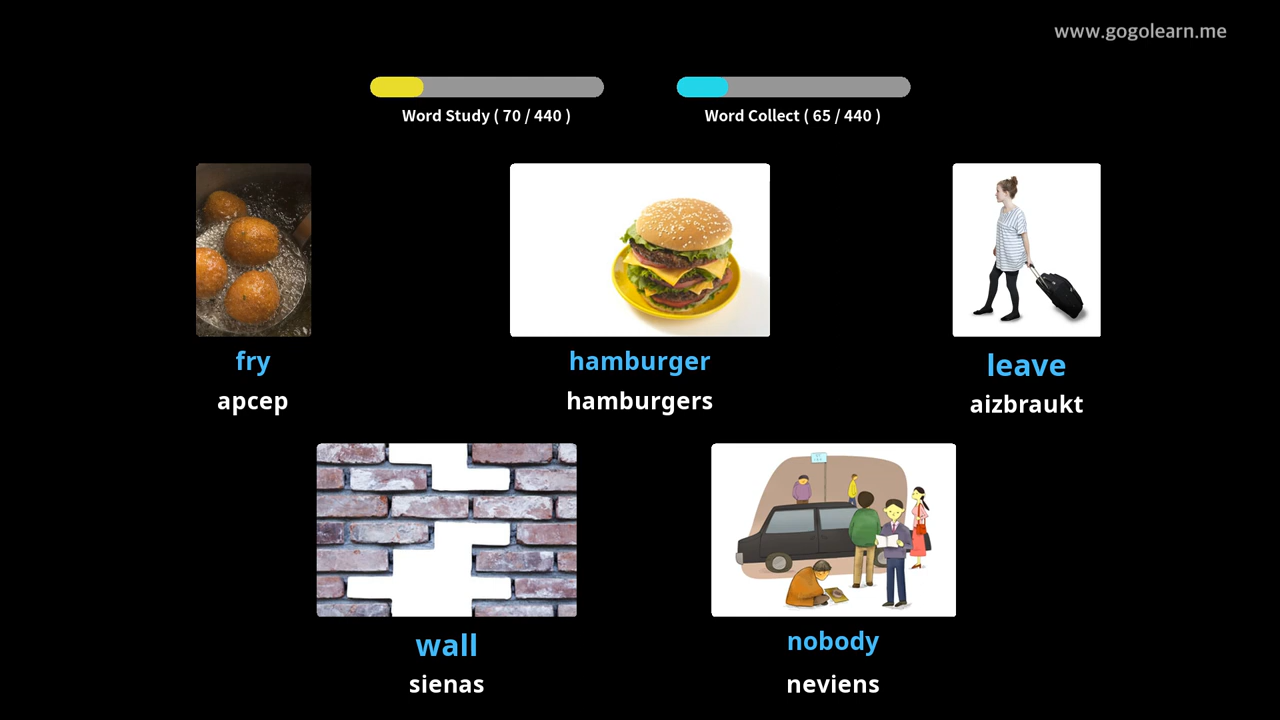 www.gogolearn.me
Word Study ( 70 / 440 )
Word Collect ( 65 / 440 )
fry
apcep
hamburger
hamburgers
leave
aizbraukt
wall
sienas
nobody
neviens